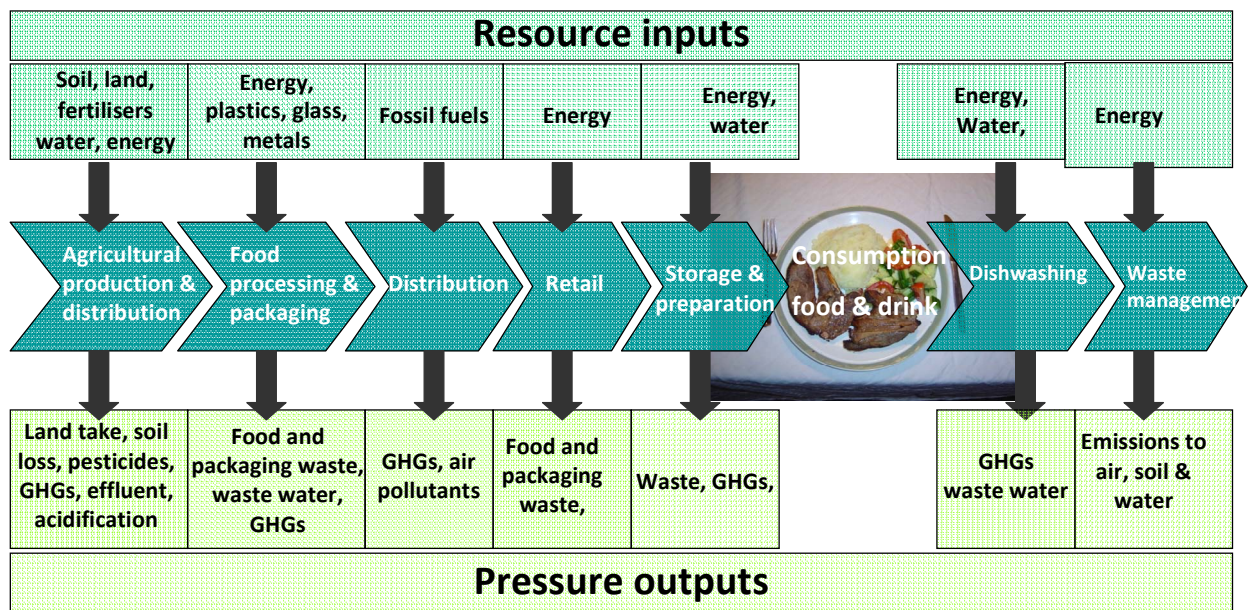 Resource inputs
Soil, land,
fertilisers
water, energy
Energy,
plastics, glass,
metals
Fossil fuels
Energy
Energy,
water
Energy,
Water,
Energy
Agricultural
production &
distribution
Food
processing &
packaging
Distribution
Retail
Storage &
preparation
Consumption
food & drink
Dishwashing
Waste
managemen
Land take, soil
loss, pesticides,
GHGs, effluent,
acidification
Food and
packaging waste,
waste water,
GHGs
GHGs, air
pollutants
Food and
packaging
waste,
Waste, GHGs,
GHGs
waste water
Emissions to
air, soil &
water
Pressure outputs